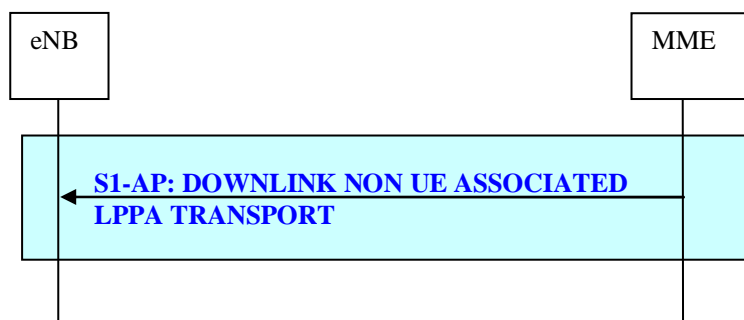 eNB
MME
S1-AP: DOWNLINK NON UE ASSOCIATED
LPPA TRANSPORT